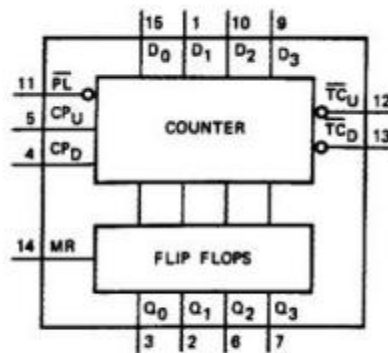 15 1 10 9
D0 D1 D2 D3
11 PL
5 CPU
4 CPD
COUNTER
TCU 12
TCD 13
14 MR
FLIP FLOPS
Q0 Q1 Q2 Q3
3 2 6 7